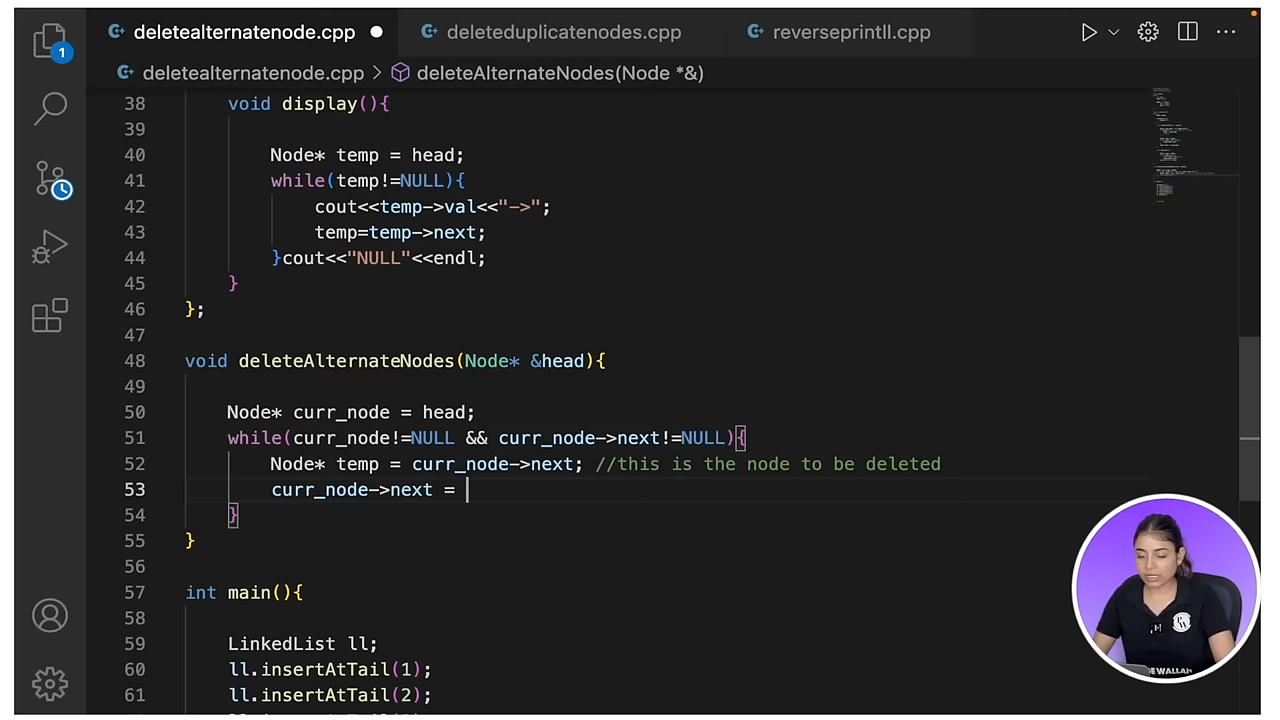 deletealternatenode.cpp
deleteduplicatenodes.cpp
reverseprintll.cpp
1
deletealternatenode.cpp > deleteAlternateNodes(Node *&)
38 void display(){
39
40 Node* temp = head;
41 while(temp!=NULL){
42 cout<<temp->val<<"->";
43 temp=temp->next;
44 }cout<<"NULL"<<endl;
45 }
46 };
47
48 void deleteAlternateNodes(Node* &head){
49
50 Node* curr_node = head;
51 while(curr_node!=NULL && curr_node->next!=NULL){
52 Node* temp = curr_node->next; //this is the node to be deleted
53 curr_node->next =
54 }
55 }
56
57 int main(){
58
59 LinkedList ll;
60 ll.insertAtTail(1);
61 ll.insertAtTail(2);
PW